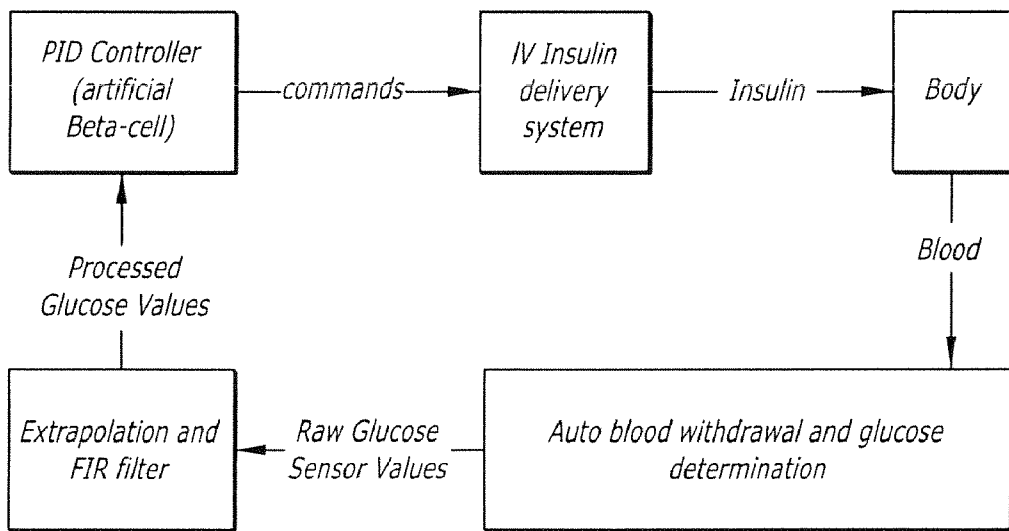 PID Controller
(artificial
Beta-cell)
commands
IV Insulin
delivery
system
Insulin
Body
Blood
Processed
Glucose Values
Extrapolation and
FIR filter
Raw Glucose
Sensor Values
Auto blood withdrawal and glucose
determination